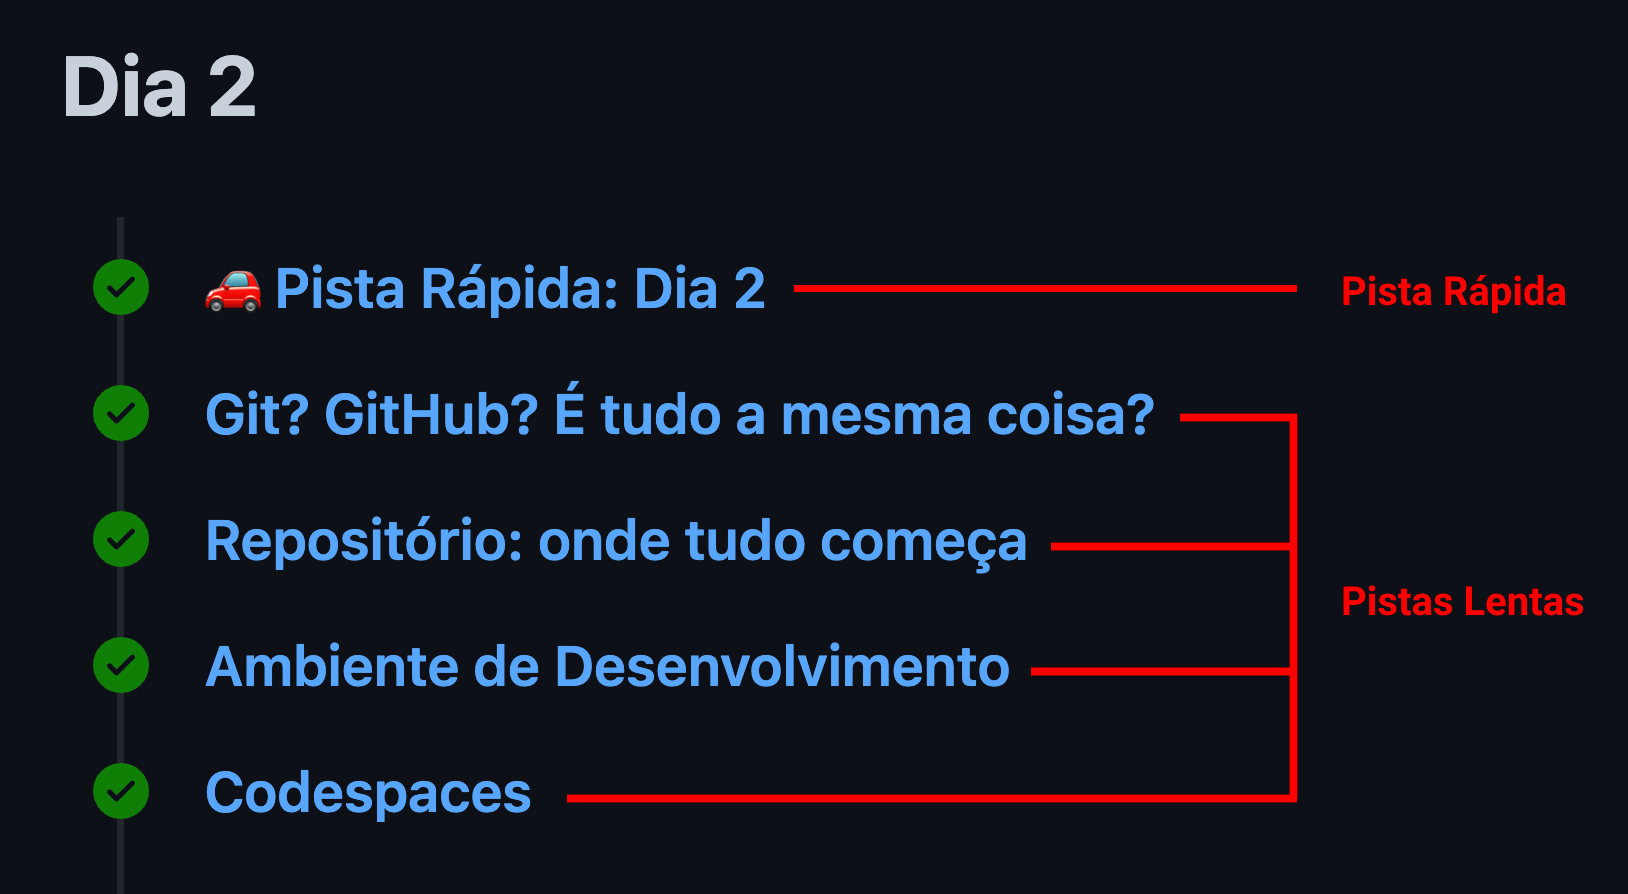 Dia 2
🚗 Pista Rápida: Dia 2
Pista Rápida
Git? GitHub? É tudo a mesma coisa?
Repositório: onde tudo começa
Pistas Lentas
Ambiente de Desenvolvimento
Codespaces